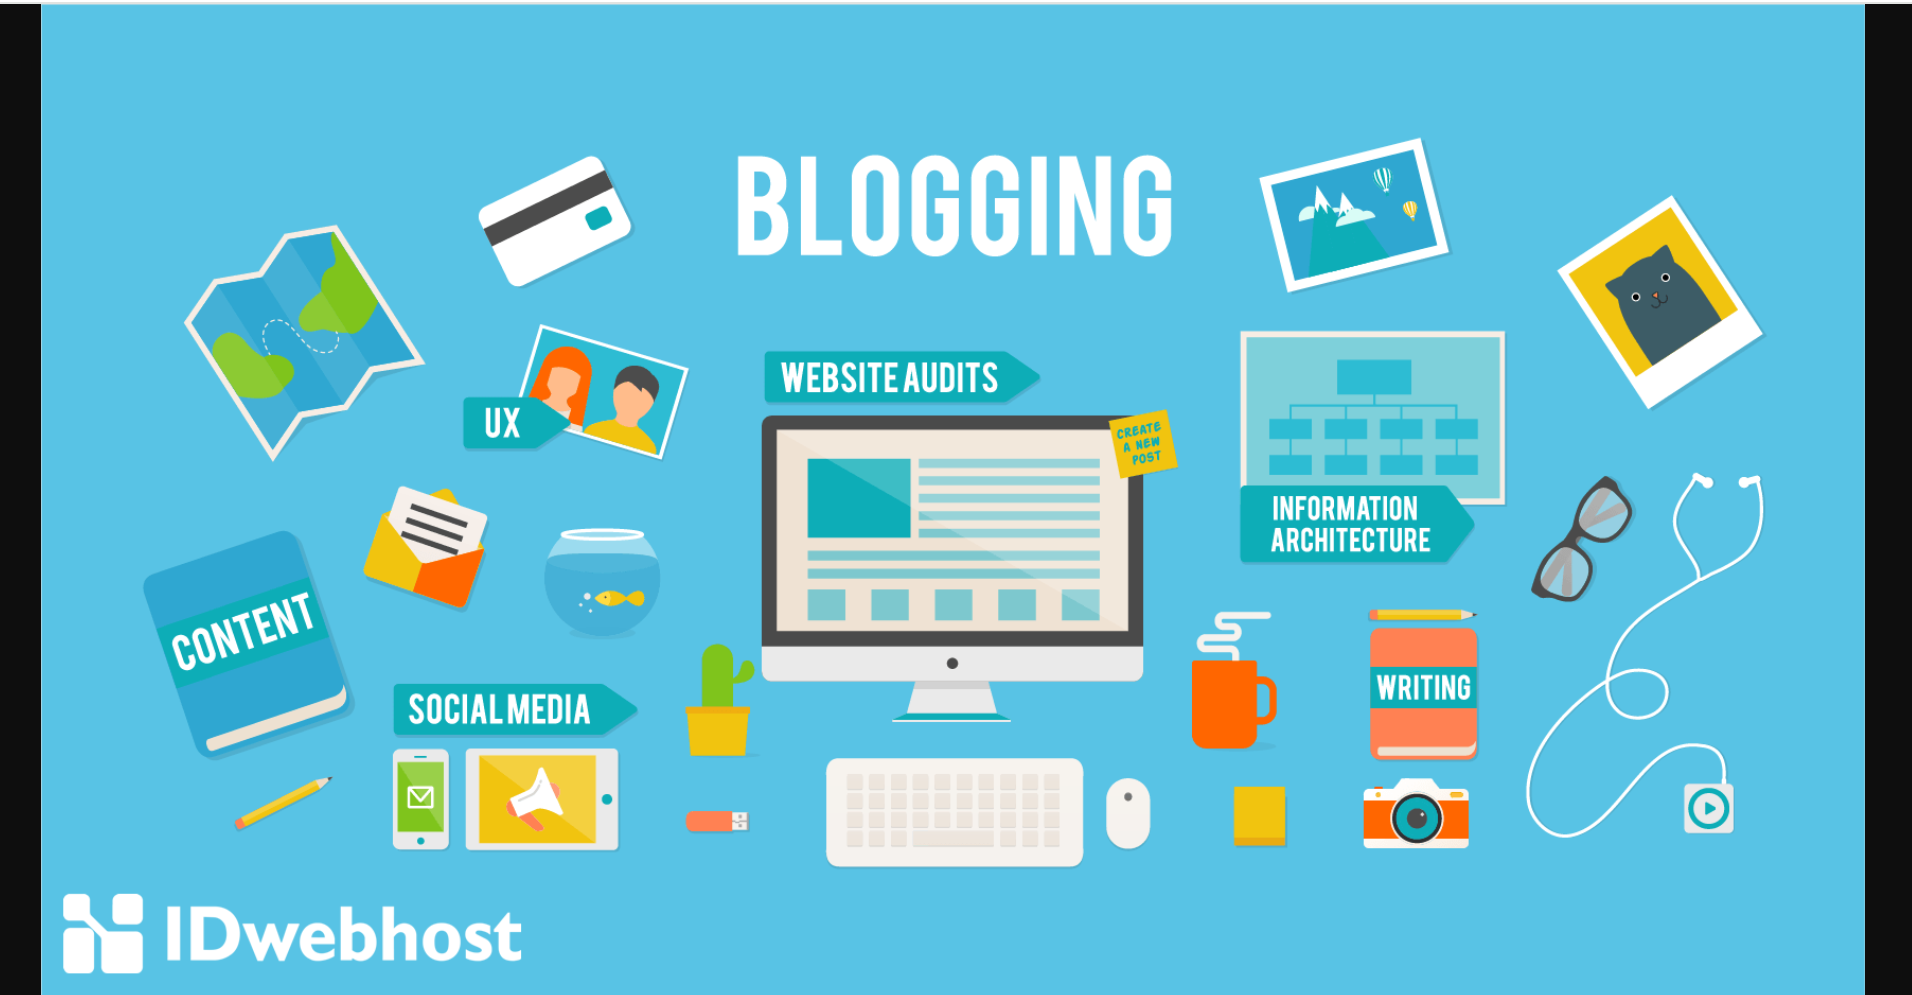 BLOGGING
WEBSITE AUDITS
UX
CREATE
A NEW
POST
INFORMATION
ARCHITECTURE
CONTENT
SOCIAL MEDIA
WRITING
IDwebhost